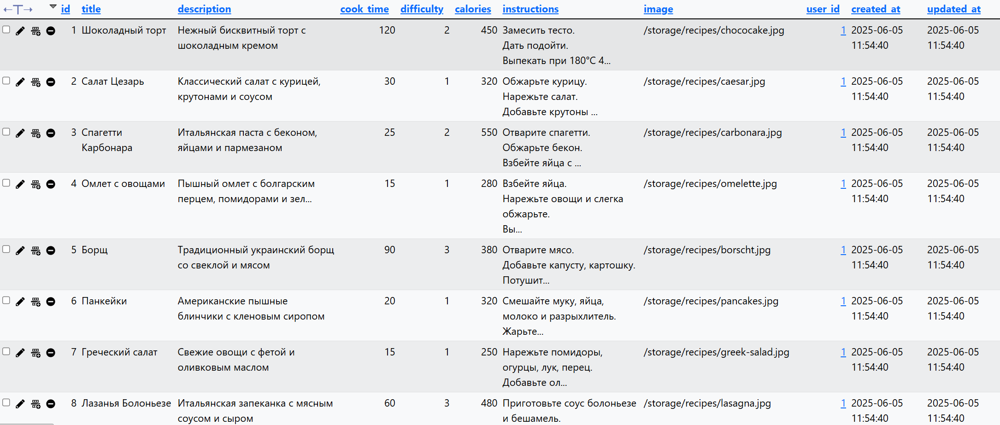 id title description cook_time difficulty calories instructions image user_id created_at updated_at
1 Шоколадный торт Нежный бисквитный торт с 120 2 450 Замесить тесто. /storage/recipes/chococake.jpg 1 2025-06-05 2025-06-05
шоколадным кремом Дать подойти. 11:54:40 11:54:40
Выпекать при 180°C 4...
2 Салат Цезарь Классический салат с курицей, 30 1 320 Обжарьте курицу. /storage/recipes/caesar.jpg 1 2025-06-05 2025-06-05
крутонами и соусом Нарежьте салат. 11:54:40 11:54:40
Добавьте крутоны ...
3 Спагетти Итальянская паста с беконом, 25 2 550 Отварите спагетти. /storage/recipes/carbonara.jpg 1 2025-06-05 2025-06-05
Карбонара яйцами и пармезаном Обжарьте бекон. 11:54:40 11:54:40
Взбейте яйца с ...
4 Омлет с овощами Пышный омлет с болгарским 15 1 280 Взбейте яйца. /storage/recipes/omelette.jpg 1 2025-06-05 2025-06-05
перцем, помидорами и зел... Нарежьте овощи и слегка 11:54:40 11:54:40
обжарьте.
Вы...
5 Борщ Традиционный украинский борщ 90 3 380 Отварите мясо. /storage/recipes/borscht.jpg 1 2025-06-05 2025-06-05
со свеклой и мясом Добавьте капусту, картошку. 11:54:40 11:54:40
Потушит...
6 Панкейки Американские пышные 20 1 320 Смешайте муку, яйца, /storage/recipes/pancakes.jpg 1 2025-06-05 2025-06-05
блинчики с кленовым сиропом молоко и разрыхлитель. 11:54:40 11:54:40
Жарьте...
7 Греческий салат Свежие овощи с фетой и 15 1 250 Нарежьте помидоры, /storage/recipes/greek-salad.jpg 1 2025-06-05 2025-06-05
оливковым маслом огурцы, лук, перец. 11:54:40 11:54:40
Добавьте ол...
8 Лазанья Болоньезе Итальянская запеканка с мясным 60 3 480 Приготовьте соус болоньезе /storage/recipes/lasagna.jpg 1 2025-06-05 2025-06-05
соусом и сыром и бешамель. 11:54:40 11:54:40